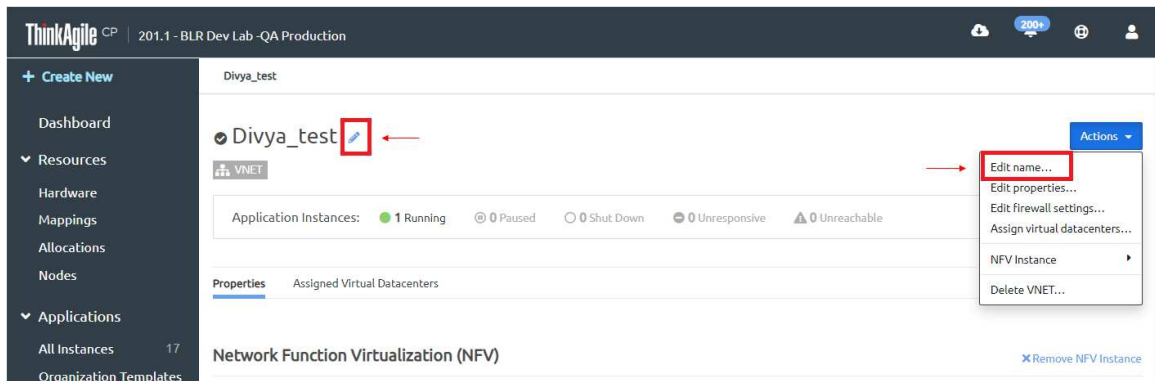 ThinkAgile CP | 201.1 - BLR Dev Lab -QA Production
200+
+ Create New
Divya_test
Dashboard
Resources
Hardware
Mappings
Allocations
Nodes
Applications
All Instances 17
Organization Templates
Divya_test
VNET
Application Instances: 1 Running 0 Paused 0 Shut Down 0 Unresponsive 0 Unreachable
Properties Assigned Virtual Datacenters
Network Function Virtualization (NFV)
Actions
Edit name...
Edit properties...
Edit firewall settings...
Assign virtual datacenters...
NFV Instance
Delete VNET...
Remove NFV Instance